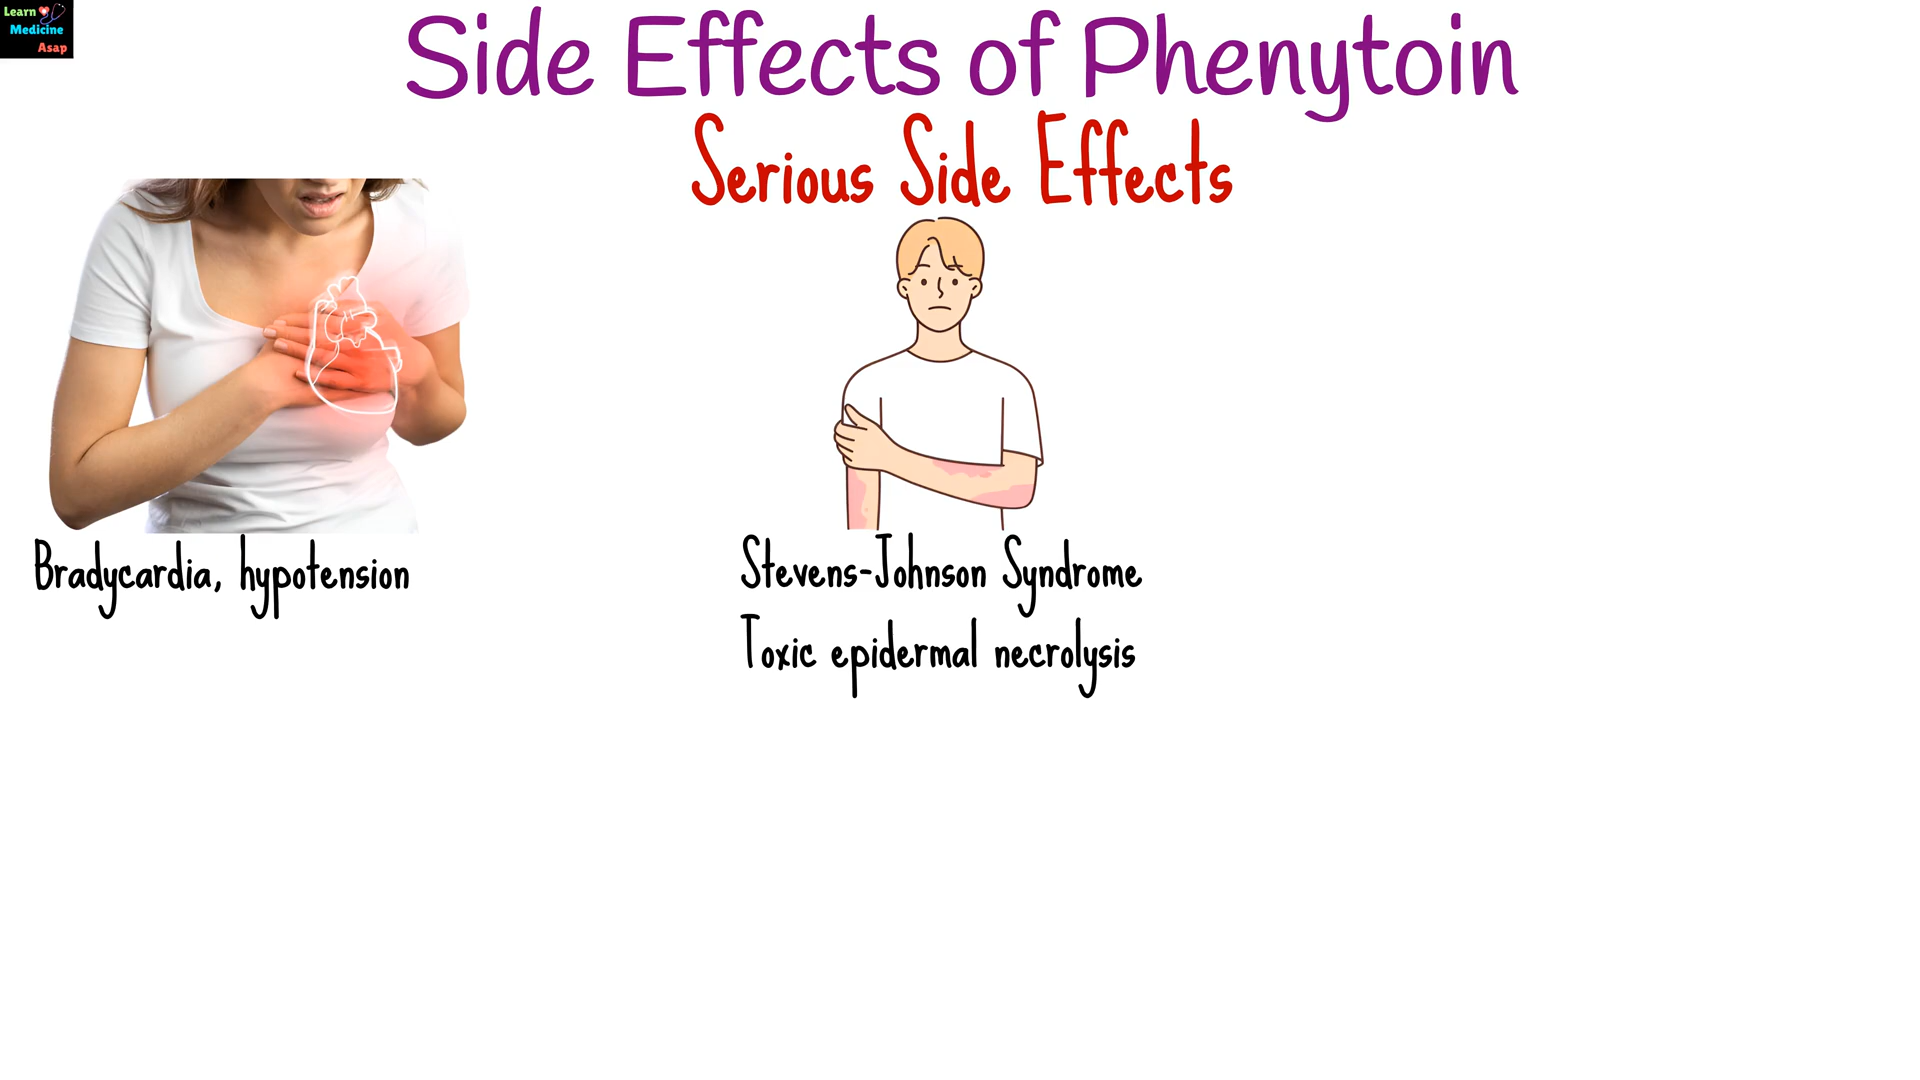 Learn
Medicine
Asap
Side Effects of Phenytoin
Serious Side Effects
Bradycardia, hypotension
Stevens-Johnson Syndrome
Toxic epidermal necrolysis